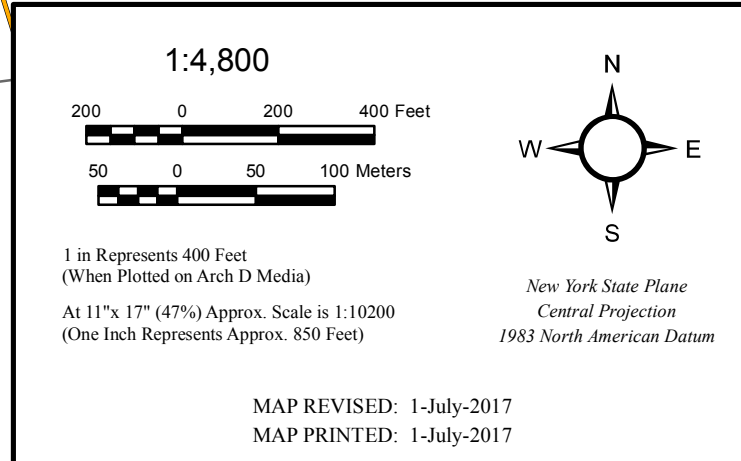 1:4,800
200 0 200 400 Feet
50 0 50 100 Meters
1 in Represents 400 Feet
(When Plotted on Arch D Media)
At 11"x 17" (47%) Approx. Scale is 1:10200
(One Inch Represents Approx. 850 Feet)
N
W E
S
New York State Plane
Central Projection
1983 North American Datum
MAP REVISED: 1-July-2017
MAP PRINTED: 1-July-2017